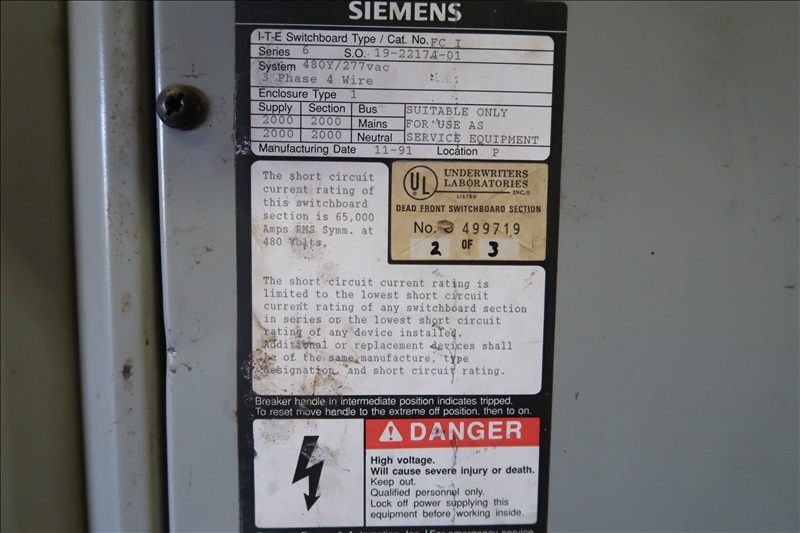 SIEMENS
I-T-E Switchboard Type / Cat. No. FC I
Series 6 S.O. 19-22174-01
System 480Y/277vac
3 Phase 4 Wire
Enclosure Type 1
Supply Section Bus SUITABLE ONLY
2000 2000 Mains FOR USE AS
2000 2000 Neutral SERVICE EQUIPMENT
Manufacturing Date 11-91 Location P
The short circuit
current rating of
this switchboard
section is 65,000
Amps RMS Symm. at
480 Volts.
UL UNDERWRITERS
LABORATORIES
LISTED INC.®
DEAD FRONT SWITCHBOARD SECTION
No. 499719
2 OF 3
The short circuit current rating is
limited to the lowest short circuit
current rating of any switchboard section
in series or the lowest short circuit
rating of any device installed.
Additional or replacement devices shall
be of the same manufacture, type
designation, and short circuit rating.
Breaker handle in intermediate position indicates tripped.
To reset move handle to the extreme off position, then to on.
DANGER
High voltage.
Will cause severe injury or death.
Keep out.
Qualified personnel only.
Lock off power supplying this
equipment before working inside.